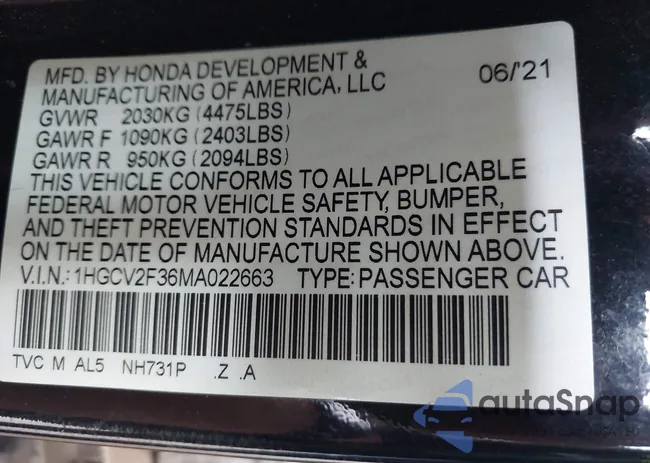 MFD. BY HONDA DEVELOPMENT &
MANUFACTURING OF AMERICA, LLC 06/'21
GVWR 2030KG (4475LBS)
GAWR F 1090KG (2403LBS)
GAWR R 950KG (2094LBS)
THIS VEHICLE CONFORMS TO ALL APPLICABLE
FEDERAL MOTOR VEHICLE SAFETY, BUMPER,
AND THEFT PREVENTION STANDARDS IN EFFECT
ON THE DATE OF MANUFACTURE SHOWN ABOVE.
V.I.N.: 1HGCV2F36MA022663 TYPE: PASSENGER CAR
TVC M AL5 NH731P .Z .A
autoSnap